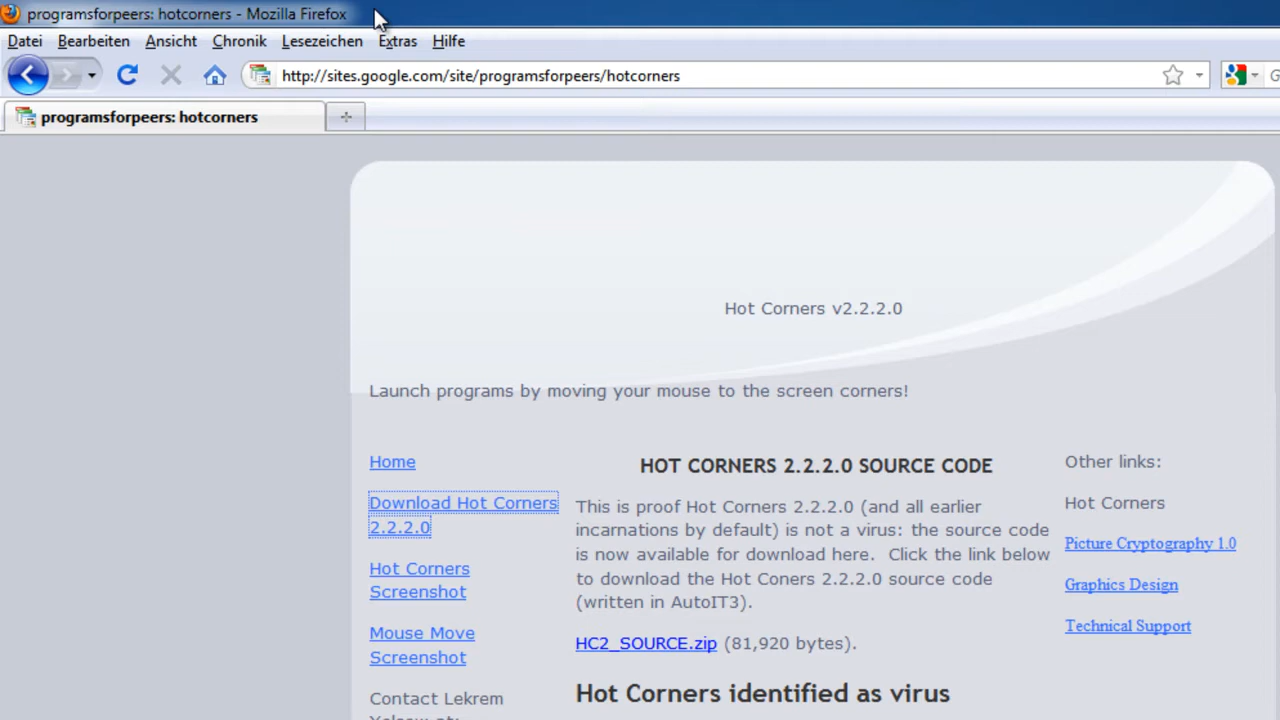 programsforpeers: hotcorners - Mozilla Firefox
Datei Bearbeiten Ansicht Chronik Lesezeichen Extras Hilfe
http://sites.google.com/site/programsforpeers/hotcorners
programsforpeers: hotcorners
Hot Corners v2.2.2.0
Launch programs by moving your mouse to the screen corners!
Home
Download Hot Corners
2.2.2.0
Hot Corners
Screenshot
Mouse Move
Screenshot
Contact Lekrem
HOT CORNERS 2.2.2.0 SOURCE CODE
This is proof Hot Corners 2.2.2.0 (and all earlier
incarnations by default) is not a virus: the source code
is now available for download here. Click the link below
to download the Hot Coners 2.2.2.0 source code
(written in AutoIT3).
HC2_SOURCE.zip (81,920 bytes).
Hot Corners identified as virus
Other links:
Hot Corners
Picture Cryptography 1.0
Graphics Design
Technical Support